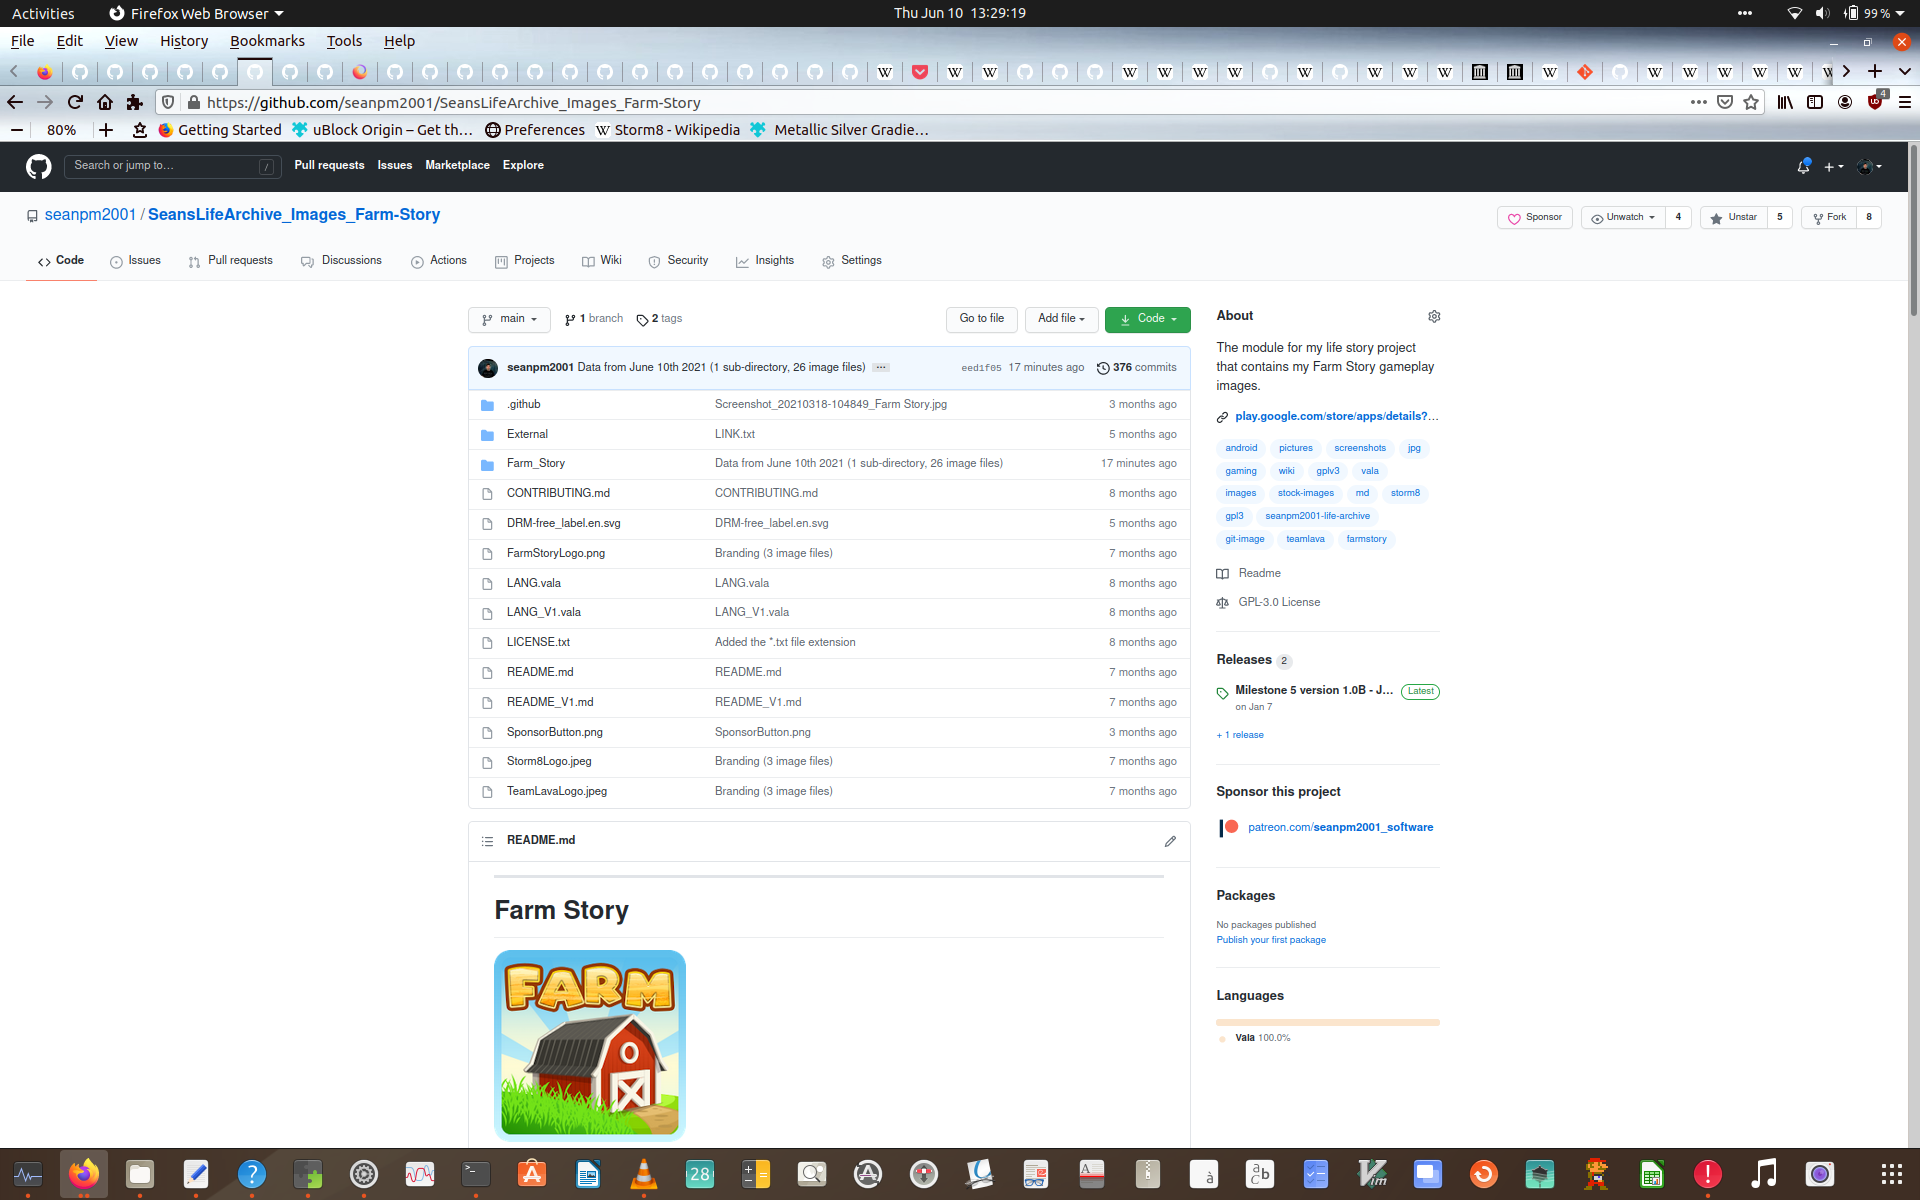 Activities Firefox Web Browser Thu Jun 10 13:29:19 99 %
File Edit View History Bookmarks Tools Help
https://github.com/seanpm2001/SeansLifeArchive_Images_Farm-Story 4
80% Getting Started uBlock Origin – Get th… Preferences Storm8 - Wikipedia Metallic Silver Gradie…
Search or jump to… / Pull requests Issues Marketplace Explore
seanpm2001 / SeansLifeArchive_Images_Farm-Story Sponsor Unwatch 4 Unstar 5 Fork 8
Code Issues Pull requests Discussions Actions Projects Wiki Security Insights Settings
main 1 branch 2 tags Go to file Add file Code
seanpm2001 Data from June 10th 2021 (1 sub-directory, 26 image files) ... eed1f05 17 minutes ago 376 commits
.github Screenshot_20210318-104849_Farm Story.jpg 3 months ago
External LINK.txt 5 months ago
Farm_Story Data from June 10th 2021 (1 sub-directory, 26 image files) 17 minutes ago
CONTRIBUTING.md CONTRIBUTING.md 8 months ago
DRM-free_label.en.svg DRM-free_label.en.svg 5 months ago
FarmStoryLogo.png Branding (3 image files) 7 months ago
LANG.vala LANG.vala 8 months ago
LANG_V1.vala LANG_V1.vala 8 months ago
LICENSE.txt Added the *.txt file extension 8 months ago
README.md README.md 7 months ago
README_V1.md README_V1.md 7 months ago
SponsorButton.png SponsorButton.png 3 months ago
Storm8Logo.jpeg Branding (3 image files) 7 months ago
TeamLavaLogo.jpeg Branding (3 image files) 7 months ago
README.md
Farm Story
FARM
About
The module for my life story project
that contains my Farm Story gameplay
images.
play.google.com/store/apps/details?…
android pictures screenshots jpg
gaming wiki gplv3 vala
images stock-images md storm8
gpl3 seanpm2001-life-archive
git-image teamlava farmstory
Readme
GPL-3.0 License
Releases 2
Milestone 5 version 1.0B - J… Latest
on Jan 7
+ 1 release
Sponsor this project
patreon.com/seanpm2001_software
Packages
No packages published
Publish your first package
Languages
Vala 100.0%
28